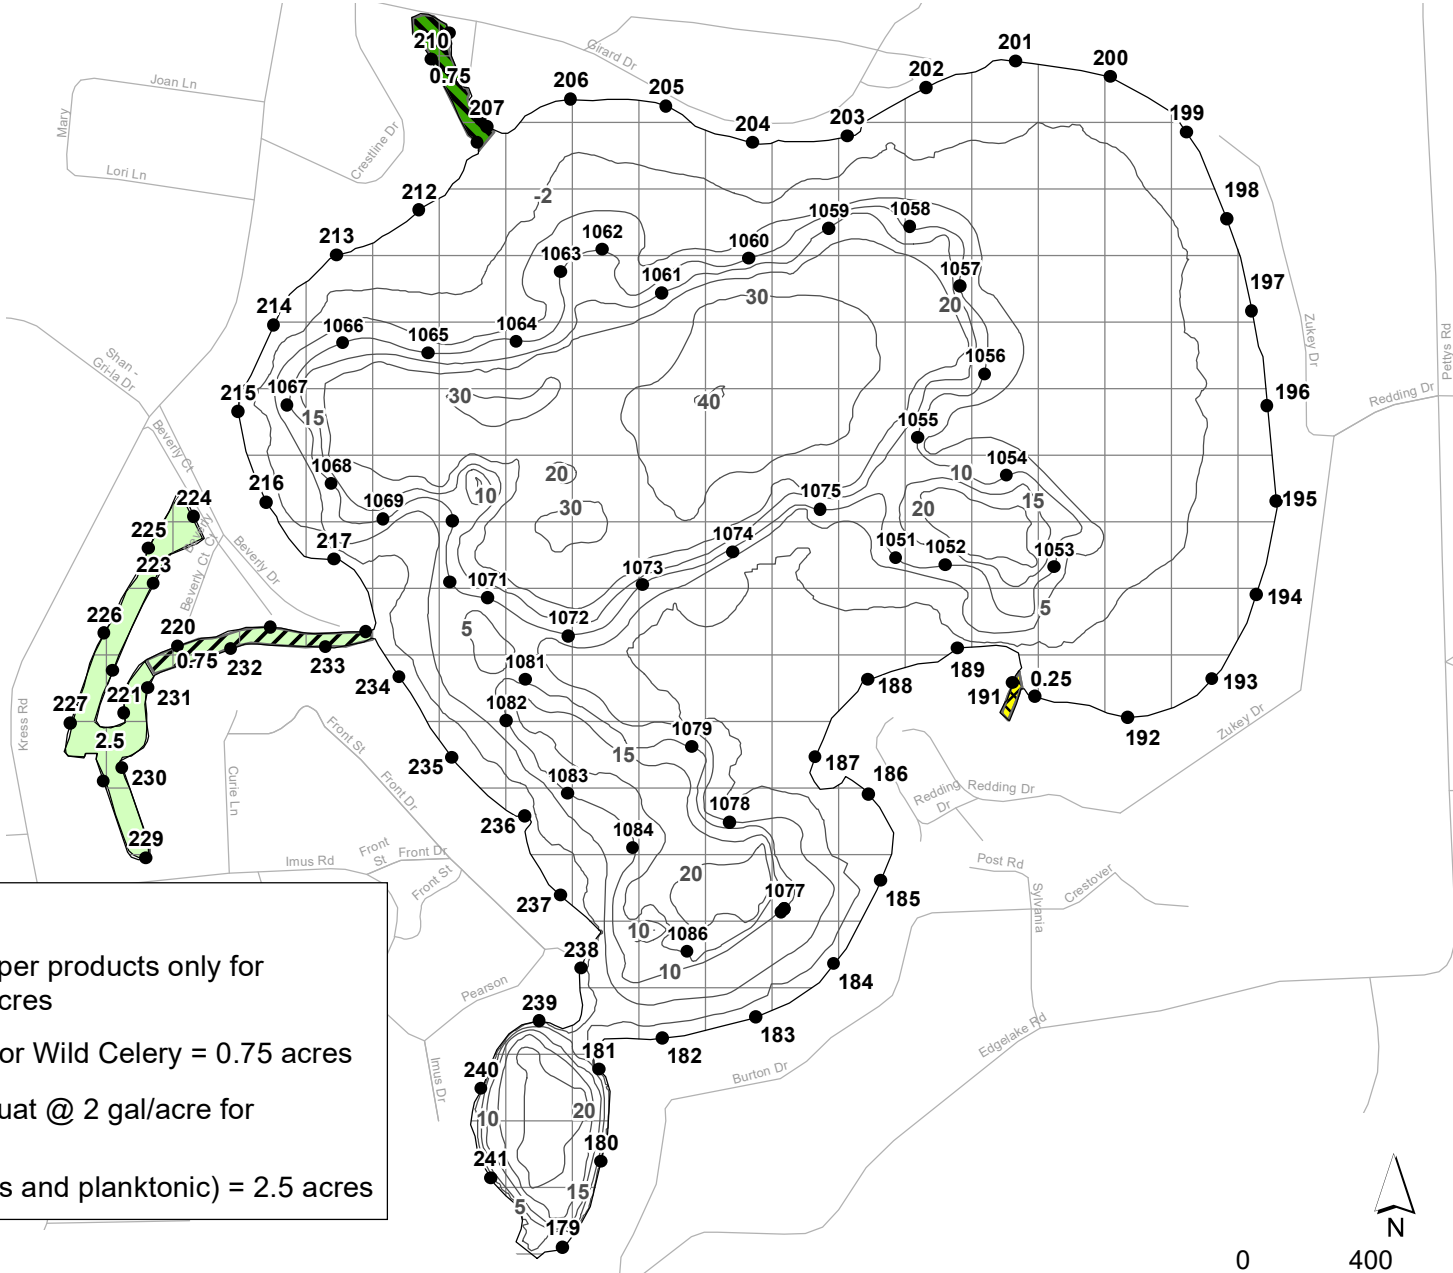 210
0.75
207
206
205
204
203
202
201
200
199
198
197
196
195
194
193
192
0.25
191
189
188
187
186
185
184
183
182
181
180
179
241
240
239
238
237
236
235
234
233
232
220
0.75
231
221
2.5
230
229
227
226
223
225
224
217
216
215
214
213
212
1062
1063
1061
1060
1059
1058
1057
1056
1055
1054
1053
1052
1051
1075
1074
1073
1072
1071
1069
1068
1067
1066
1065
1064
1081
1082
1079
1083
1084
1078
1077
1086
-2
30
20
40
30
15
10
20
30
10
15
20
5
5
15
20
10
10
10
20
15
5
Girard Dr
Joan Ln
Mary
Lori Ln
Crestline Dr
Shan -
Gri-la Dr
Beverly Ct
Beverly Dr
Beverly Ct
Kress Rd
Curie Ln
Front St
Front Dr
Imus Rd
Front
St
Front Dr
Front St
Pearson
Imus Dr
Burton Dr
Edgelake Rd
Post Rd
Sylvania
Crestover
Redding
Dr
Redding Dr
Zukey Dr
Zukey Dr
Redding Dr
Pettys Rd
per products only for
cres
or Wild Celery = 0.75 acres
uat @ 2 gal/acre for
s and planktonic) = 2.5 acres
N
0 400